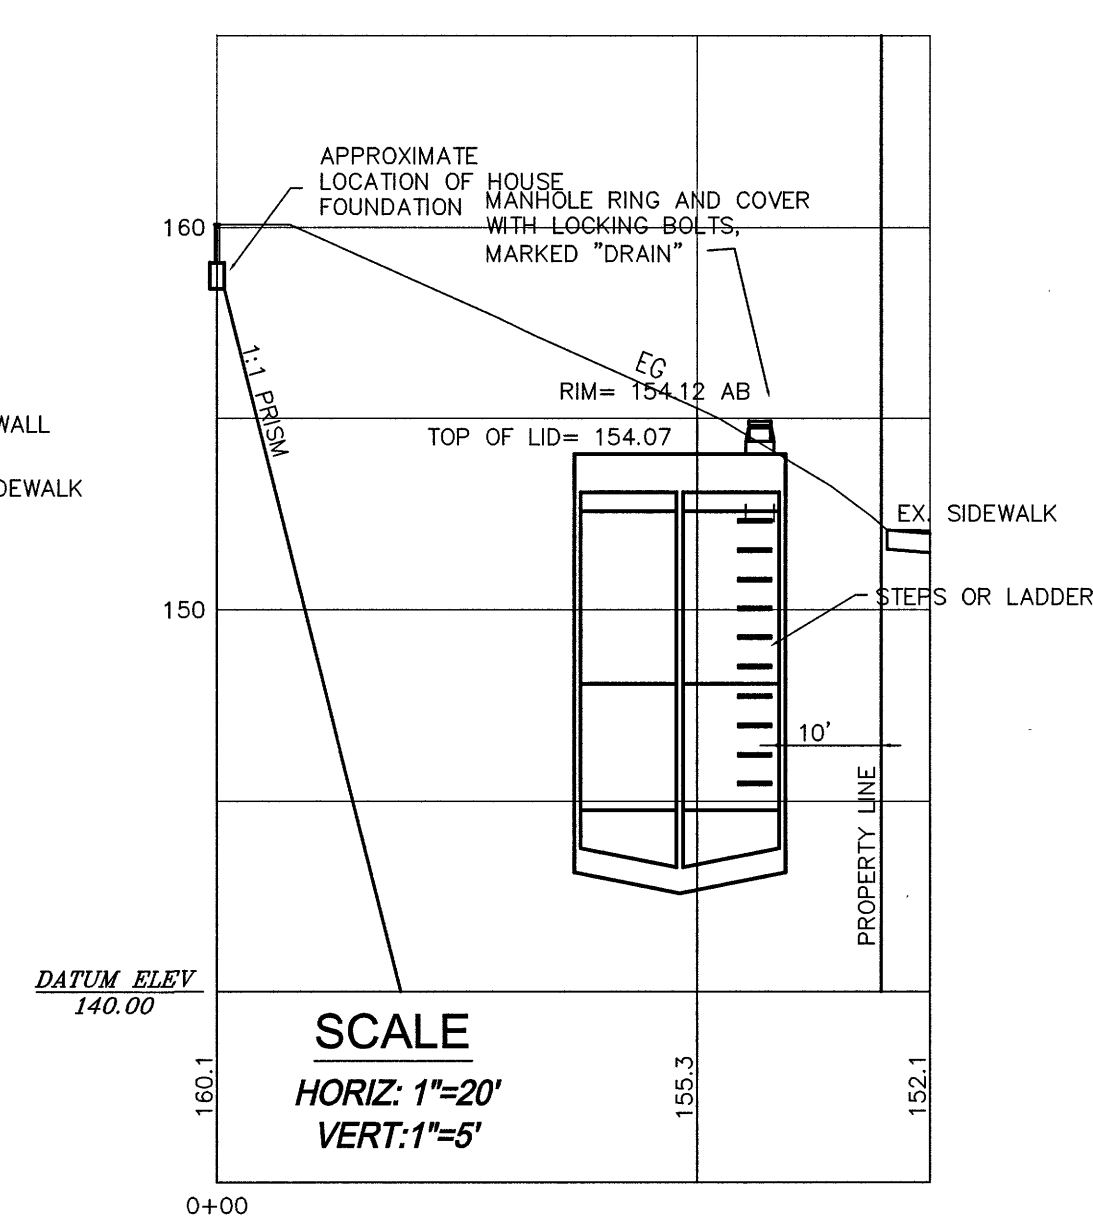 APPROXIMATE
LOCATION OF HOUSE
FOUNDATION
MANHOLE RING AND COVER
WITH LOCKING BOLTS,
MARKED "DRAIN"
160
1:1 PRISM
EG
RIM= 154.12 AB
TOP OF LID= 154.07
WALL
DEWALK
EX. SIDEWALK
150
STEPS OR LADDER
10'
PROPERTY LINE
DATUM ELEV
140.00
SCALE
HORIZ: 1"=20'
VERT:1"=5'
160.1
155.3
152.1
0+00